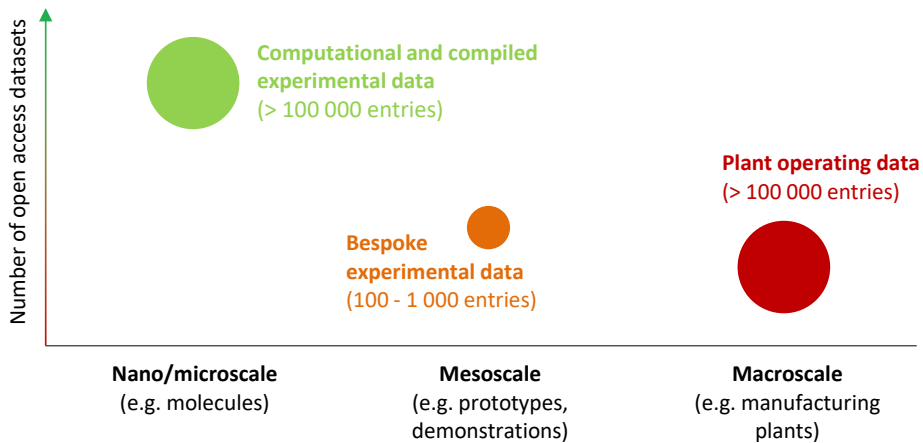 Number of open access datasets
Computational and compiled
experimental data
(> 100 000 entries)
Plant operating data
(> 100 000 entries)
Bespoke
experimental data
(100 - 1 000 entries)
Nano/microscale
(e.g. molecules)
Mesoscale
(e.g. prototypes,
demonstrations)
Macroscale
(e.g. manufacturing
plants)